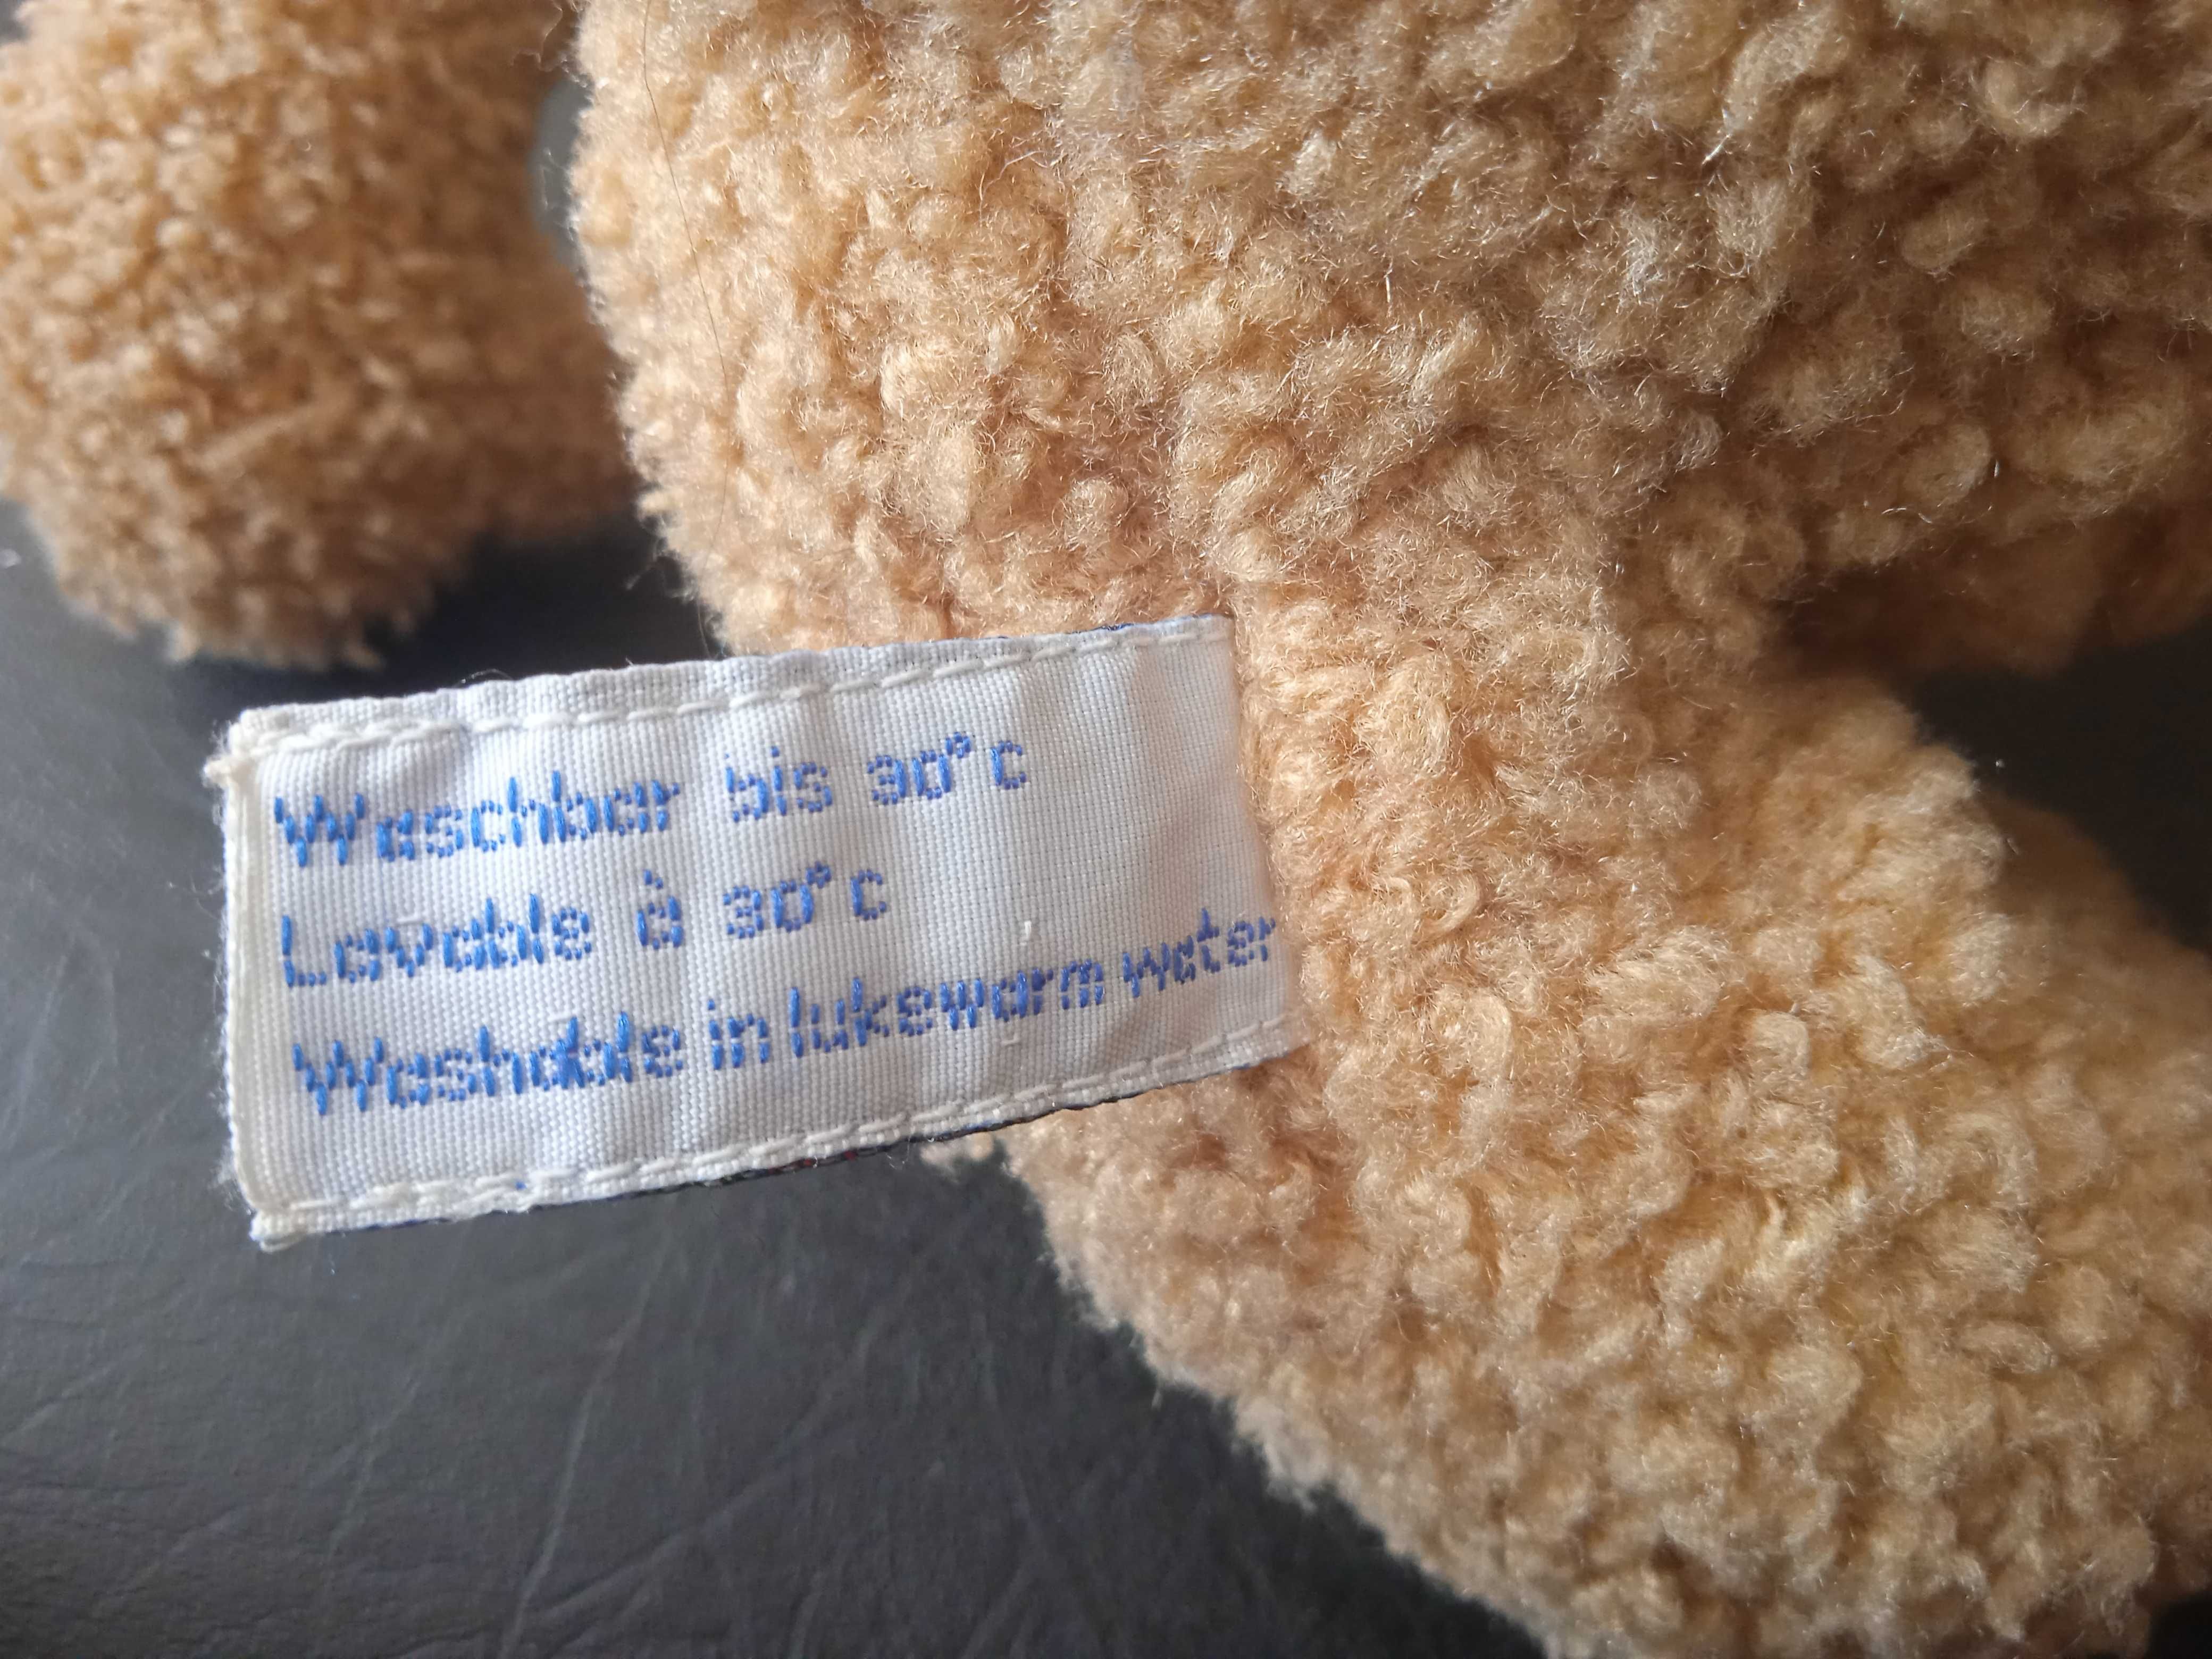 Waschbar bis 30°C
Lavable à 30°C
Washable in lukewarm water